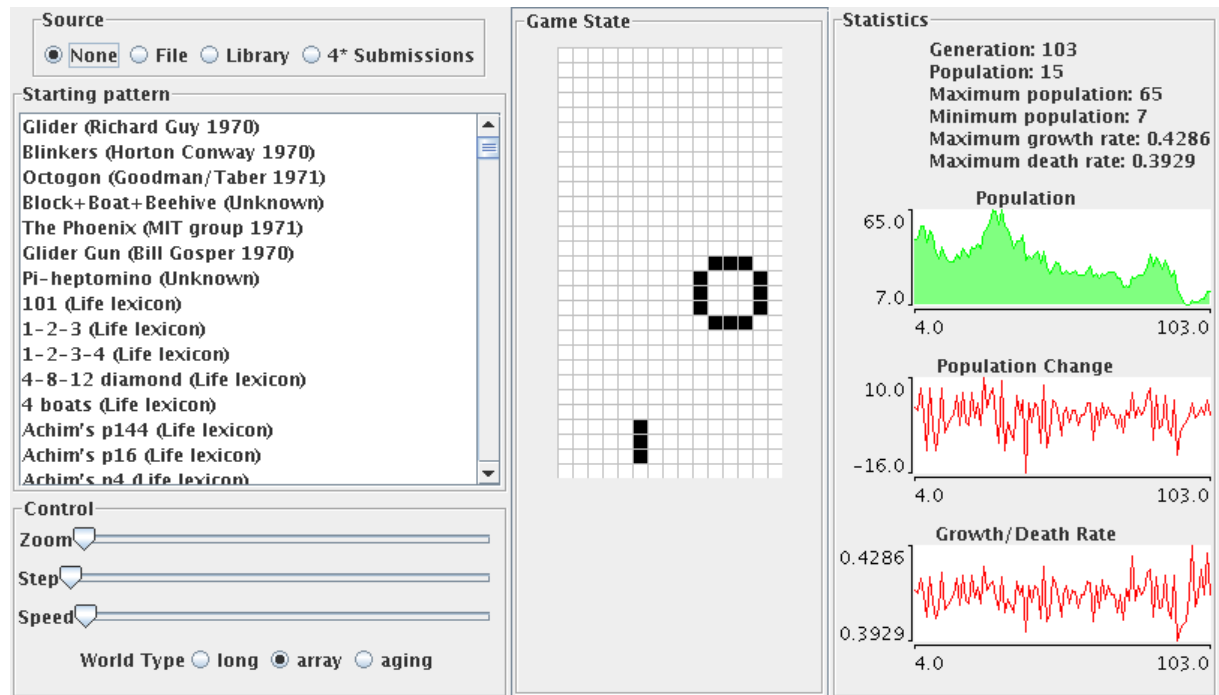 Source
None File Library 4* Submissions
Starting pattern
Glider (Richard Guy 1970)
Blinkers (Horton Conway 1970)
Octogon (Goodman/Taber 1971)
Block+Boat+Beehive (Unknown)
The Phoenix (MIT group 1971)
Glider Gun (Bill Gosper 1970)
Pi-heptomino (Unknown)
101 (Life lexicon)
1-2-3 (Life lexicon)
1-2-3-4 (Life lexicon)
4-8-12 diamond (Life lexicon)
4 boats (Life lexicon)
Achim's p144 (Life lexicon)
Achim's p16 (Life lexicon)
Achim's p4 (Life lexicon)
Control
Zoom
Step
Speed
World Type long array aging
Game State
Statistics
Generation: 103
Population: 15
Maximum population: 65
Minimum population: 7
Maximum growth rate: 0.4286
Maximum death rate: 0.3929
Population
65.0
7.0
4.0 103.0
Population Change
10.0
-16.0
4.0 103.0
Growth/Death Rate
0.4286
0.3929
4.0 103.0